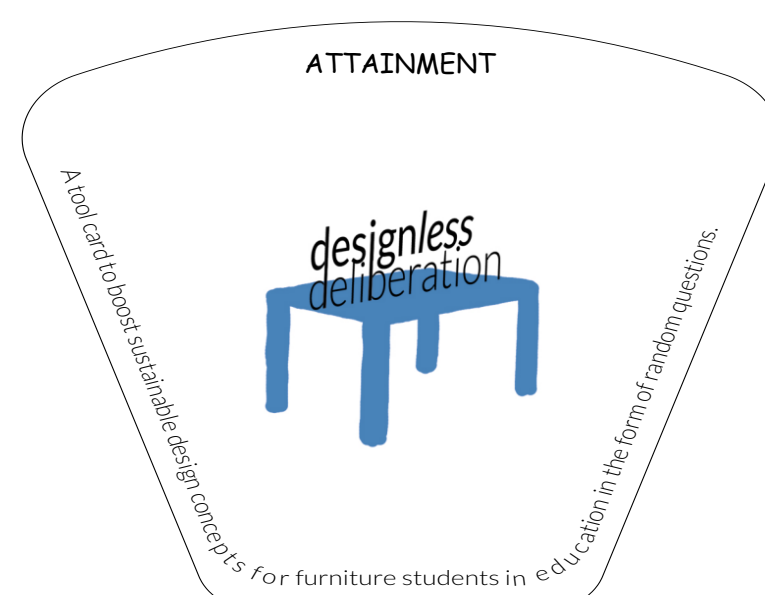 ATTAINMENT
designless
deliberation
A tool card to boost sustainable design concepts for furniture students in education in the form of random questions.